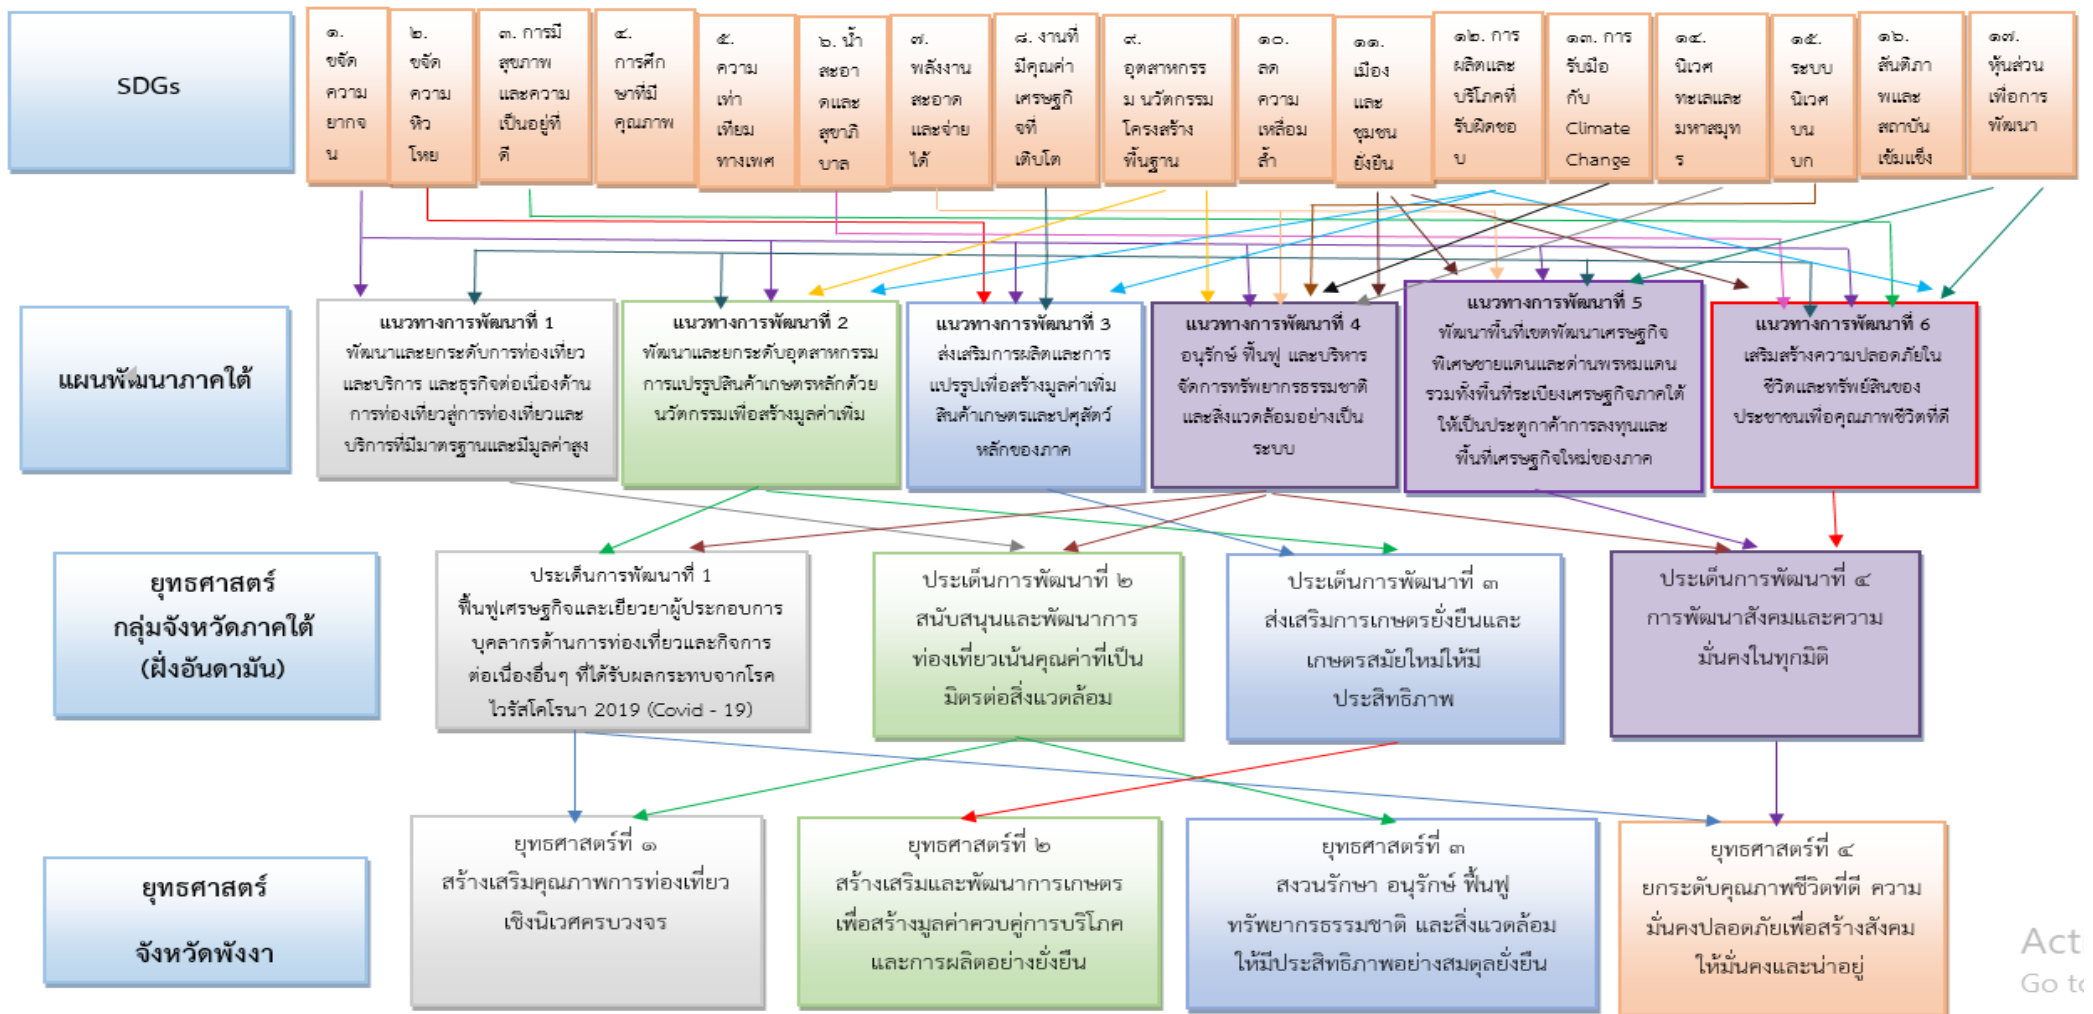 SDGs
๑.
ขจัด
ความ
ยากจ
น
๒.
ขจัด
ความ
หิว
โหย
๓. การมี
สุขภาพ
และความ
เป็นอยู่ที่
ดี
๔.
การศึก
ษาที่มี
คุณภาพ
๕.
ความ
เท่า
เทียม
ทางเพศ
๖. น้ำ
สะอา
ดและ
สุขาภิ
บาล
๗.
พลังงาน
สะอาด
และจ่าย
ได้
๘. งานที่
มีคุณค่า
เศรษฐกิ
จที่
เติบโต
๙.
อุตสาหกรร
ม นวัตกรรม
โครงสร้าง
พื้นฐาน
๑๐.
ลด
ความ
เหลื่อม
ล้ำ
๑๑.
เมือง
และ
ชุมชน
ยั่งยืน
๑๒. การ
ผลิตและ
บริโภคที่
รับผิดชอ
บ
๑๓. การ
รับมือ
กับ
Climate
Change
๑๔.
นิเวศ
ทะเลและ
มหาสมุท
ร
๑๕.
ระบบ
นิเวศ
บน
บก
๑๖.
สันติภา
พและ
สถาบัน
เข้มแข็ง
๑๗.
หุ้นส่วน
เพื่อการ
พัฒนา
แผนพัฒนาภาคใต้
แนวทางการพัฒนาที่ 1
พัฒนาและยกระดับการท่องเที่ยว
และบริการ และธุรกิจต่อเนื่องด้าน
การท่องเที่ยวสู่การท่องเที่ยวและ
บริการที่มีมาตรฐานและมีมูลค่าสูง
แนวทางการพัฒนาที่ 2
พัฒนาและยกระดับอุตสาหกรรม
การแปรรูปสินค้าเกษตรหลักด้วย
นวัตกรรมเพื่อสร้างมูลค่าเพิ่ม
แนวทางการพัฒนาที่ 3
ส่งเสริมการผลิตและการ
แปรรูปเพื่อสร้างมูลค่าเพิ่ม
สินค้าเกษตรและปศุสัตว์
หลักของภาค
แนวทางการพัฒนาที่ 4
อนุรักษ์ ฟื้นฟู และบริหาร
จัดการทรัพยากรธรรมชาติ
และสิ่งแวดล้อมอย่างเป็น
ระบบ
แนวทางการพัฒนาที่ 5
พัฒนาพื้นที่เขตพัฒนาเศรษฐกิจ
พิเศษชายแดนและด่านพรหมแดน
รวมทั้งพื้นที่ระเบียงเศรษฐกิจภาคใต้
ให้เป็นประตูกาค้าการลงทุนและ
พื้นที่เศรษฐกิจใหม่ของภาค
แนวทางการพัฒนาที่ 6
เสริมสร้างความปลอดภัยใน
ชีวิตและทรัพย์สินของ
ประชาชนเพื่อคุณภาพชีวิตที่ดี
ยุทธศาสตร์
กลุ่มจังหวัดภาคใต้
(ฝั่งอันดามัน)
ประเด็นการพัฒนาที่ 1
ฟื้นฟูเศรษฐกิจและเยียวยาผู้ประกอบการ
บุคลากรด้านการท่องเที่ยวและกิจการ
ต่อเนื่องอื่นๆ ที่ได้รับผลกระทบจากโรค
ไวรัสโคโรนา 2019 (Covid - 19)
ประเด็นการพัฒนาที่ ๒
สนับสนุนและพัฒนาการ
ท่องเที่ยวเน้นคุณค่าที่เป็น
มิตรต่อสิ่งแวดล้อม
ประเด็นการพัฒนาที่ ๓
ส่งเสริมการเกษตรยั่งยืนและ
เกษตรสมัยใหม่ให้มี
ประสิทธิภาพ
ประเด็นการพัฒนาที่ ๔
การพัฒนาสังคมและความ
มั่นคงในทุกมิติ
ยุทธศาสตร์
จังหวัดพังงา
ยุทธศาสตร์ที่ ๑
สร้างเสริมคุณภาพการท่องเที่ยว
เชิงนิเวศครบวงจร
ยุทธศาสตร์ที่ ๒
สร้างเสริมและพัฒนาการเกษตร
เพื่อสร้างมูลค่าควบคู่การบริโภค
และการผลิตอย่างยั่งยืน
ยุทธศาสตร์ที่ ๓
สงวนรักษา อนุรักษ์ ฟื้นฟู
ทรัพยากรธรรมชาติ และสิ่งแวดล้อม
ให้มีประสิทธิภาพอย่างสมดุลยั่งยืน
ยุทธศาสตร์ที่ ๔
ยกระดับคุณภาพชีวิตที่ดี ความ
มั่นคงปลอดภัยเพื่อสร้างสังคม
ให้มั่นคงและน่าอยู่
Act
Go to